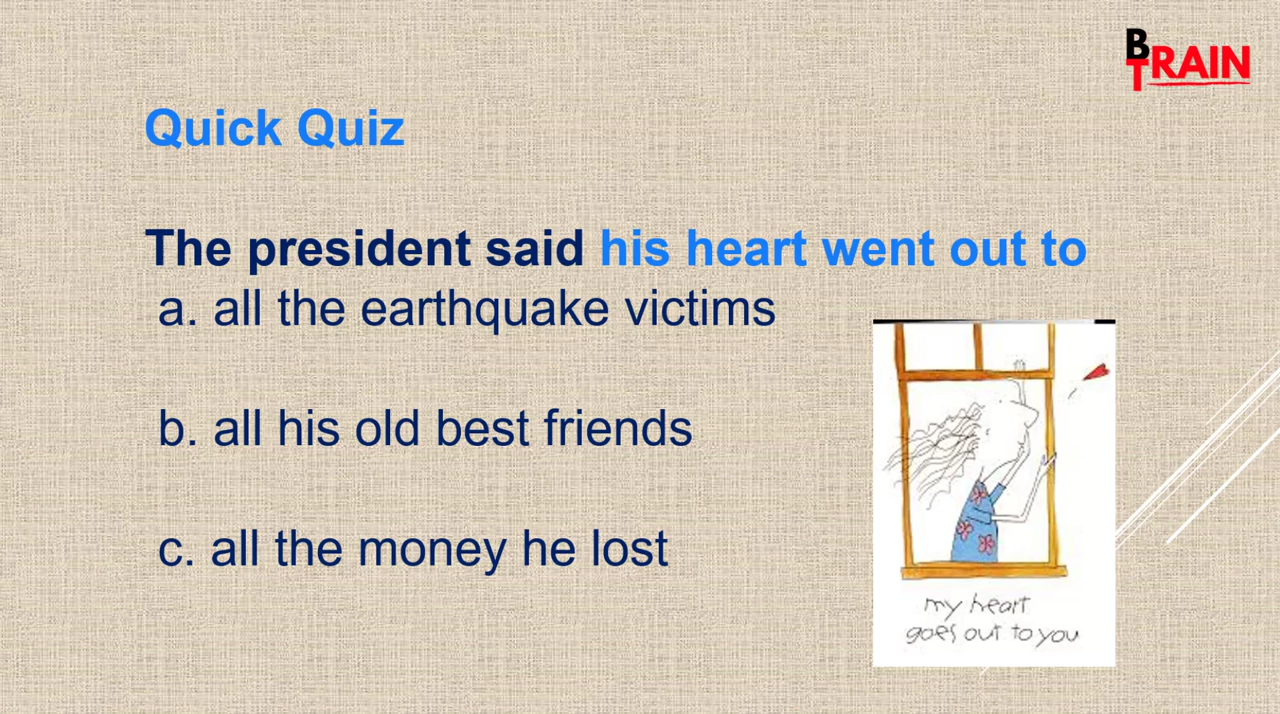 BTRAIN
Quick Quiz
The president said his heart went out to
a. all the earthquake victims
b. all his old best friends
c. all the money he lost
my heart
goes out to you